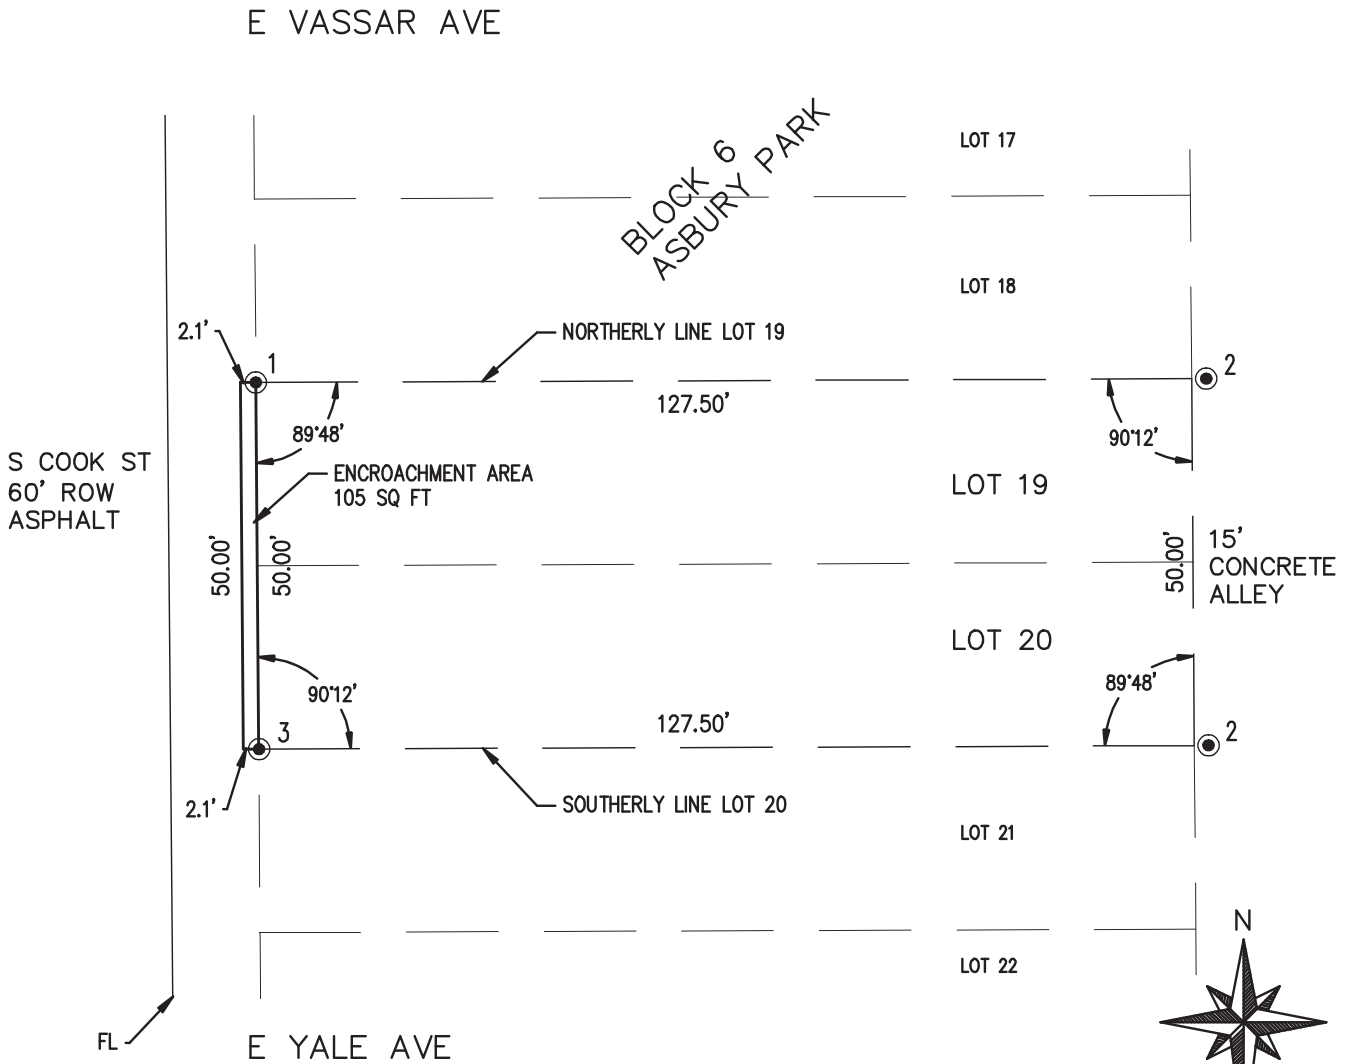 E VASSAR AVE
LOT 17
BLOCK 6
ASBURY PARK
LOT 18
2.1'
NORTHERLY LINE LOT 19
1
2
127.50'
89°48'
90°12'
S COOK ST
60' ROW
ASPHALT
ENCROACHMENT AREA
105 SQ FT
LOT 19
50.00'
50.00'
50.00'
15'
CONCRETE
ALLEY
LOT 20
90°12'
89°48'
127.50'
3
2
2.1'
SOUTHERLY LINE LOT 20
LOT 21
N
LOT 22
FL
E YALE AVE